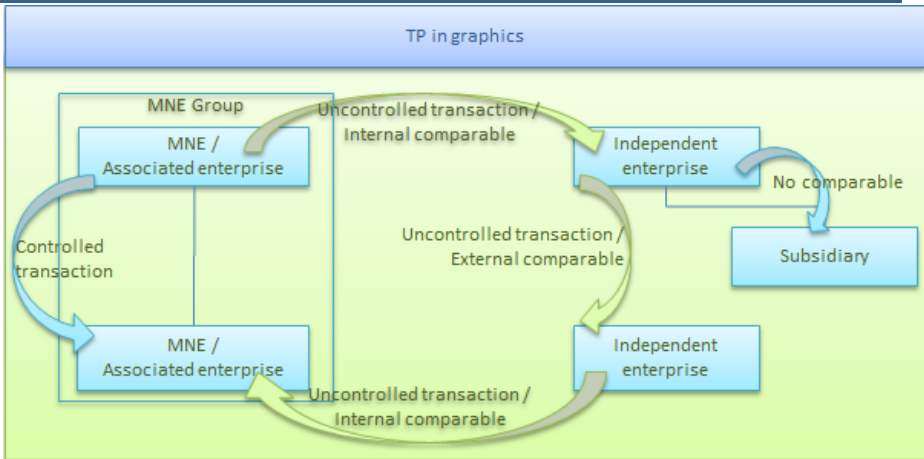 TP in graphics
MNE Group
Uncontrolled transaction /
Internal comparable
MNE /
Associated enterprise
Independent
enterprise
No comparable
Controlled
transaction
Uncontrolled transaction /
External comparable
Subsidiary
MNE /
Associated enterprise
Independent
enterprise
Uncontrolled transaction /
Internal comparable